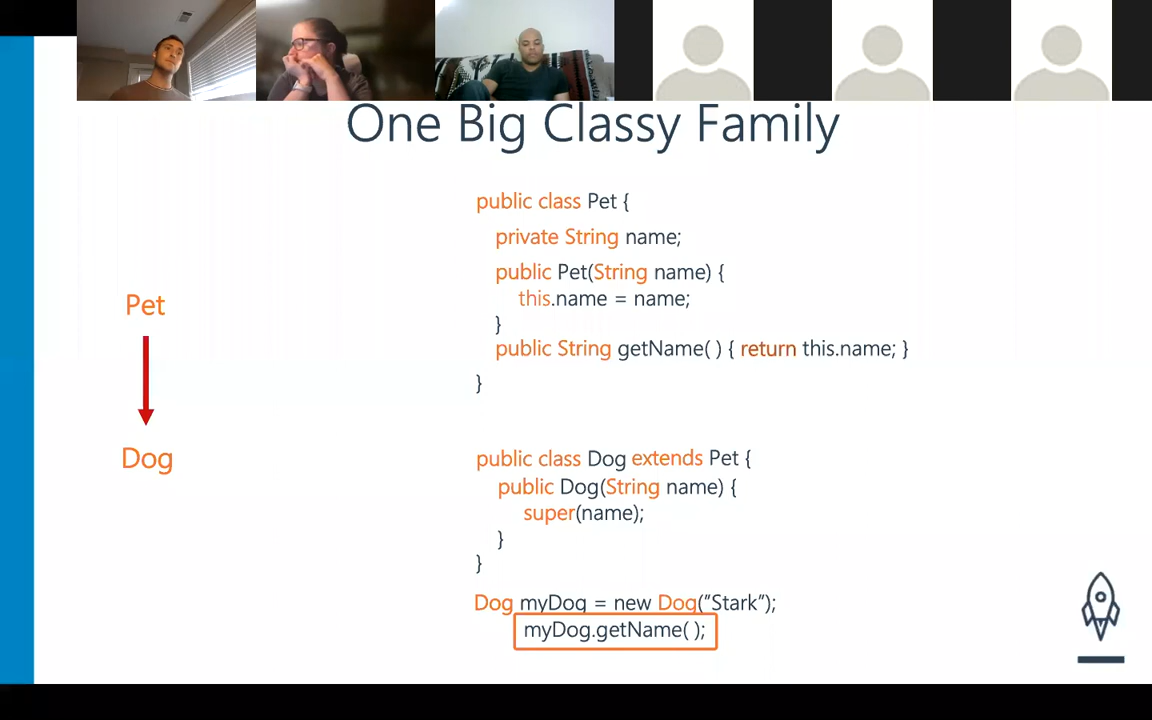 One Big Classy Family
public class Pet {
private String name;
public Pet(String name) {
this.name = name;
}
public String getName( ) { return this.name; }
}
Pet
Dog
public class Dog extends Pet {
public Dog(String name) {
super(name);
}
}
Dog myDog = new Dog("Stark");
myDog.getName( );